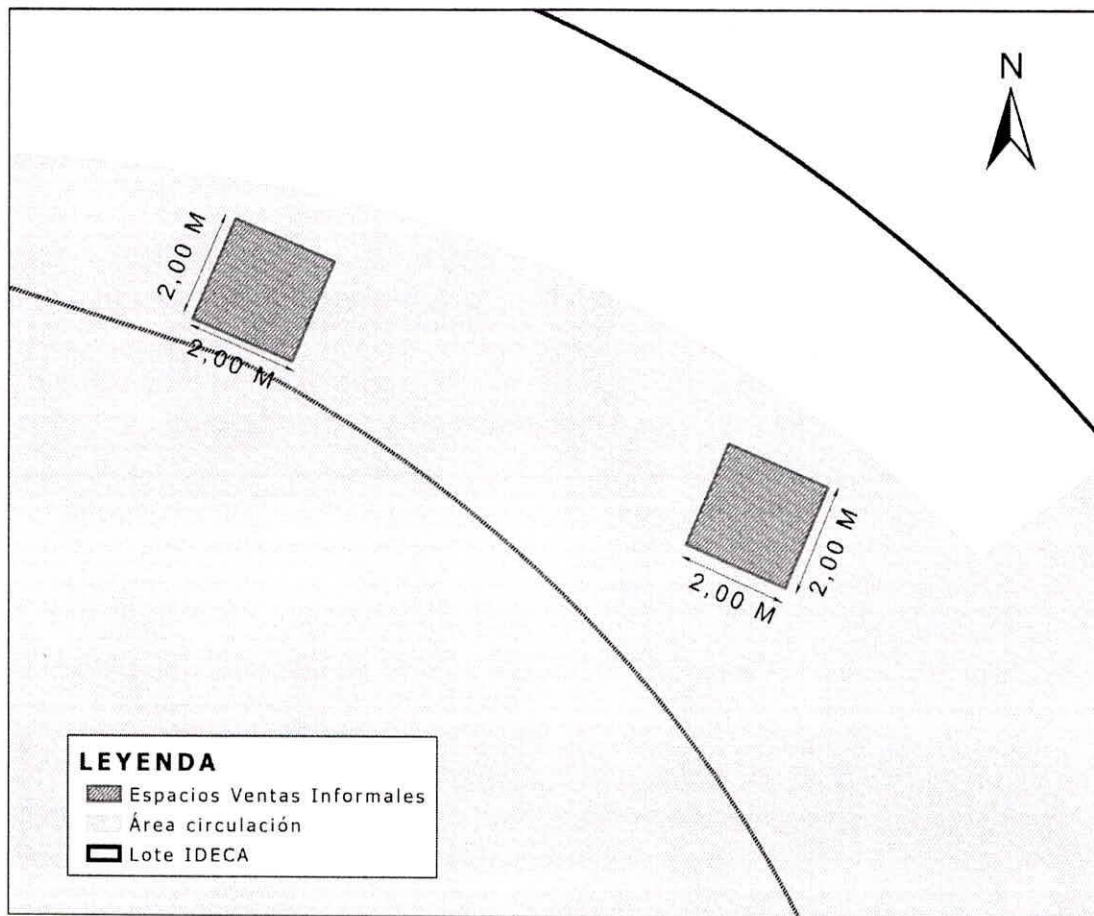 N
2,00 M
2,00 M
2,00 M
2,00 M
LEYENDA
Espacios Ventas Informales
Área circulación
Lote IDECA